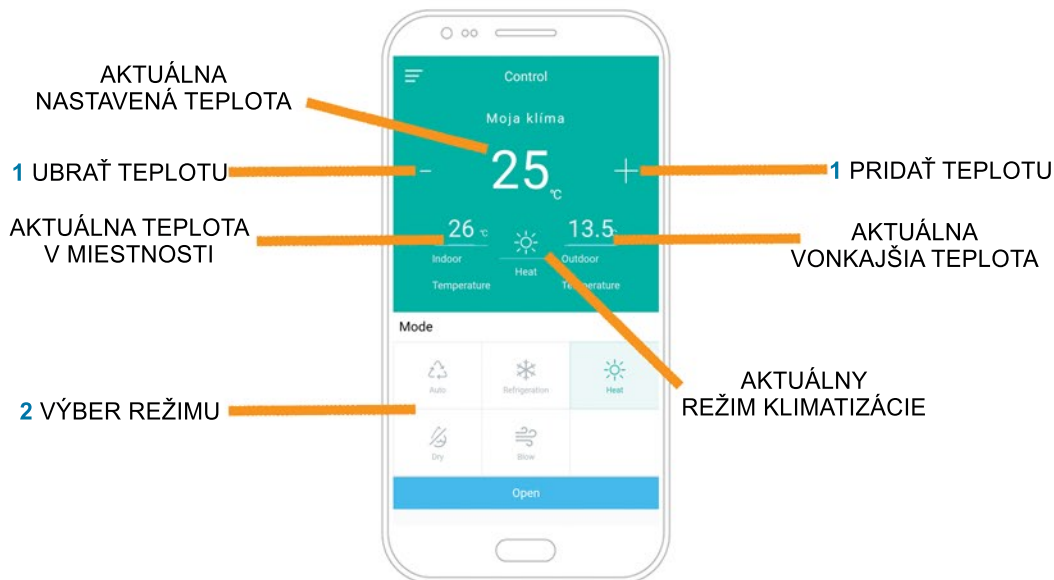 Control
Moja klíma
AKTUÁLNA
NASTAVENÁ TEPLOTA
25 °C
1 UBRAŤ TEPLOTU
-
+
1 PRIDAŤ TEPLOTU
AKTUÁLNA TEPLOTA
V MIESTNOSTI
26 °C
Indoor
Temperature
Heat
13.5
Outdoor
Temperature
AKTUÁLNA
VONKAJŠIA TEPLOTA
Mode
Auto
Refrigeration
Heat
AKTUÁLNY
REŽIM KLIMATIZÁCIE
2 VÝBER REŽIMU
Dry
Blow
Open